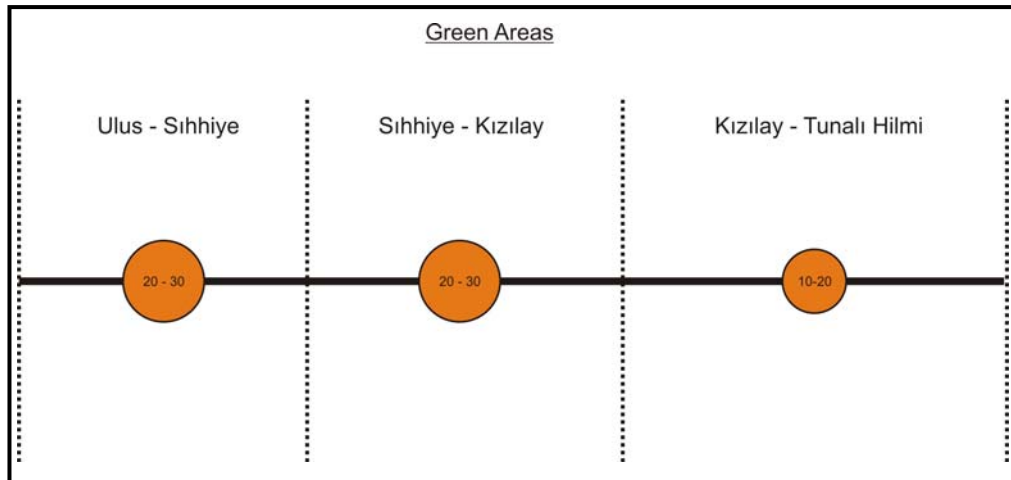 Green Areas
Ulus - Sıhhiye
Sıhhiye - Kızılay
Kızılay - Tunalı Hilmi
20 - 30
20 - 30
10-20